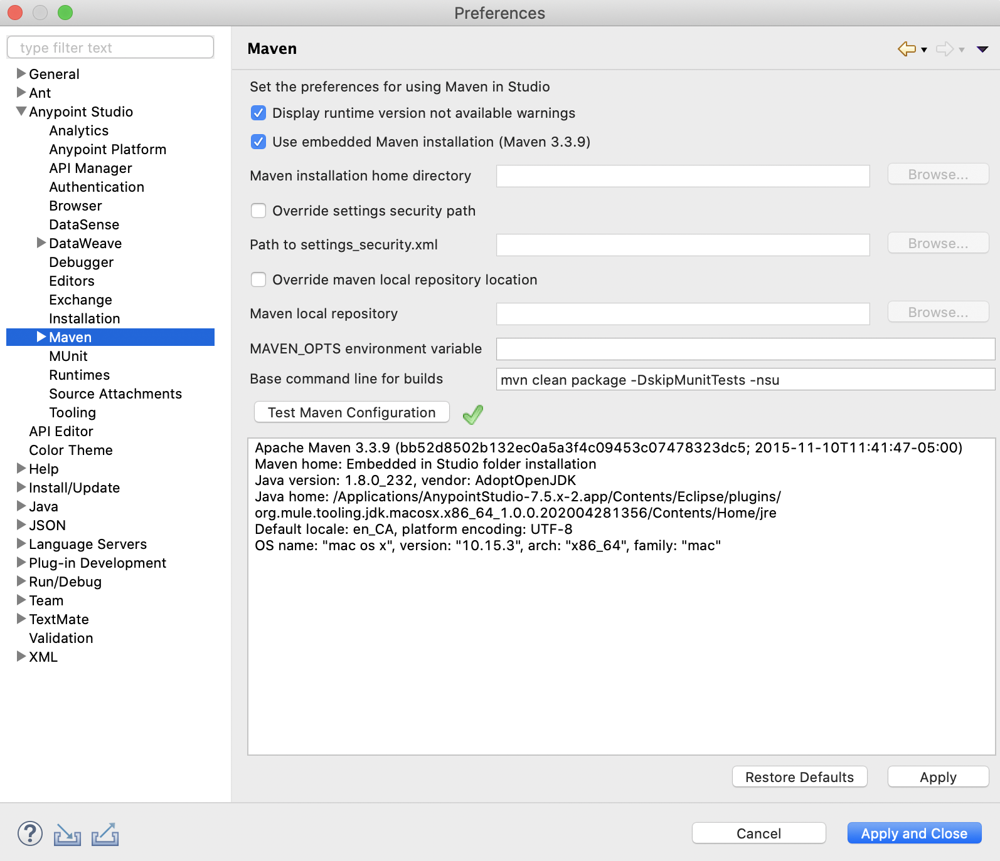 Preferences
type filter text
General
Ant
Anypoint Studio
Analytics
Anypoint Platform
API Manager
Authentication
Browser
DataSense
DataWeave
Debugger
Editors
Exchange
Installation
Maven
MUnit
Runtimes
Source Attachments
Tooling
API Editor
Color Theme
Help
Install/Update
Java
JSON
Language Servers
Plug-in Development
Run/Debug
Team
TextMate
Validation
XML
Maven
Set the preferences for using Maven in Studio
Display runtime version not available warnings
Use embedded Maven installation (Maven 3.3.9)
Maven installation home directory
Browse...
Override settings security path
Path to settings_security.xml
Browse...
Override maven local repository location
Maven local repository
Browse...
MAVEN_OPTS environment variable
Base command line for builds
mvn clean package -DskipMunitTests -nsu
Test Maven Configuration
Apache Maven 3.3.9 (bb52d8502b132ec0a5a3f4c09453c07478323dc5; 2015-11-10T11:41:47-05:00)
Maven home: Embedded in Studio folder installation
Java version: 1.8.0_232, vendor: AdoptOpenJDK
Java home: /Applications/AnypointStudio-7.5.x-2.app/Contents/Eclipse/plugins/
org.mule.tooling.jdk.macosx.x86_64_1.0.0.202004281356/Contents/Home/jre
Default locale: en_CA, platform encoding: UTF-8
OS name: "mac os x", version: "10.15.3", arch: "x86_64", family: "mac"
Restore Defaults
Apply
?
Cancel
Apply and Close